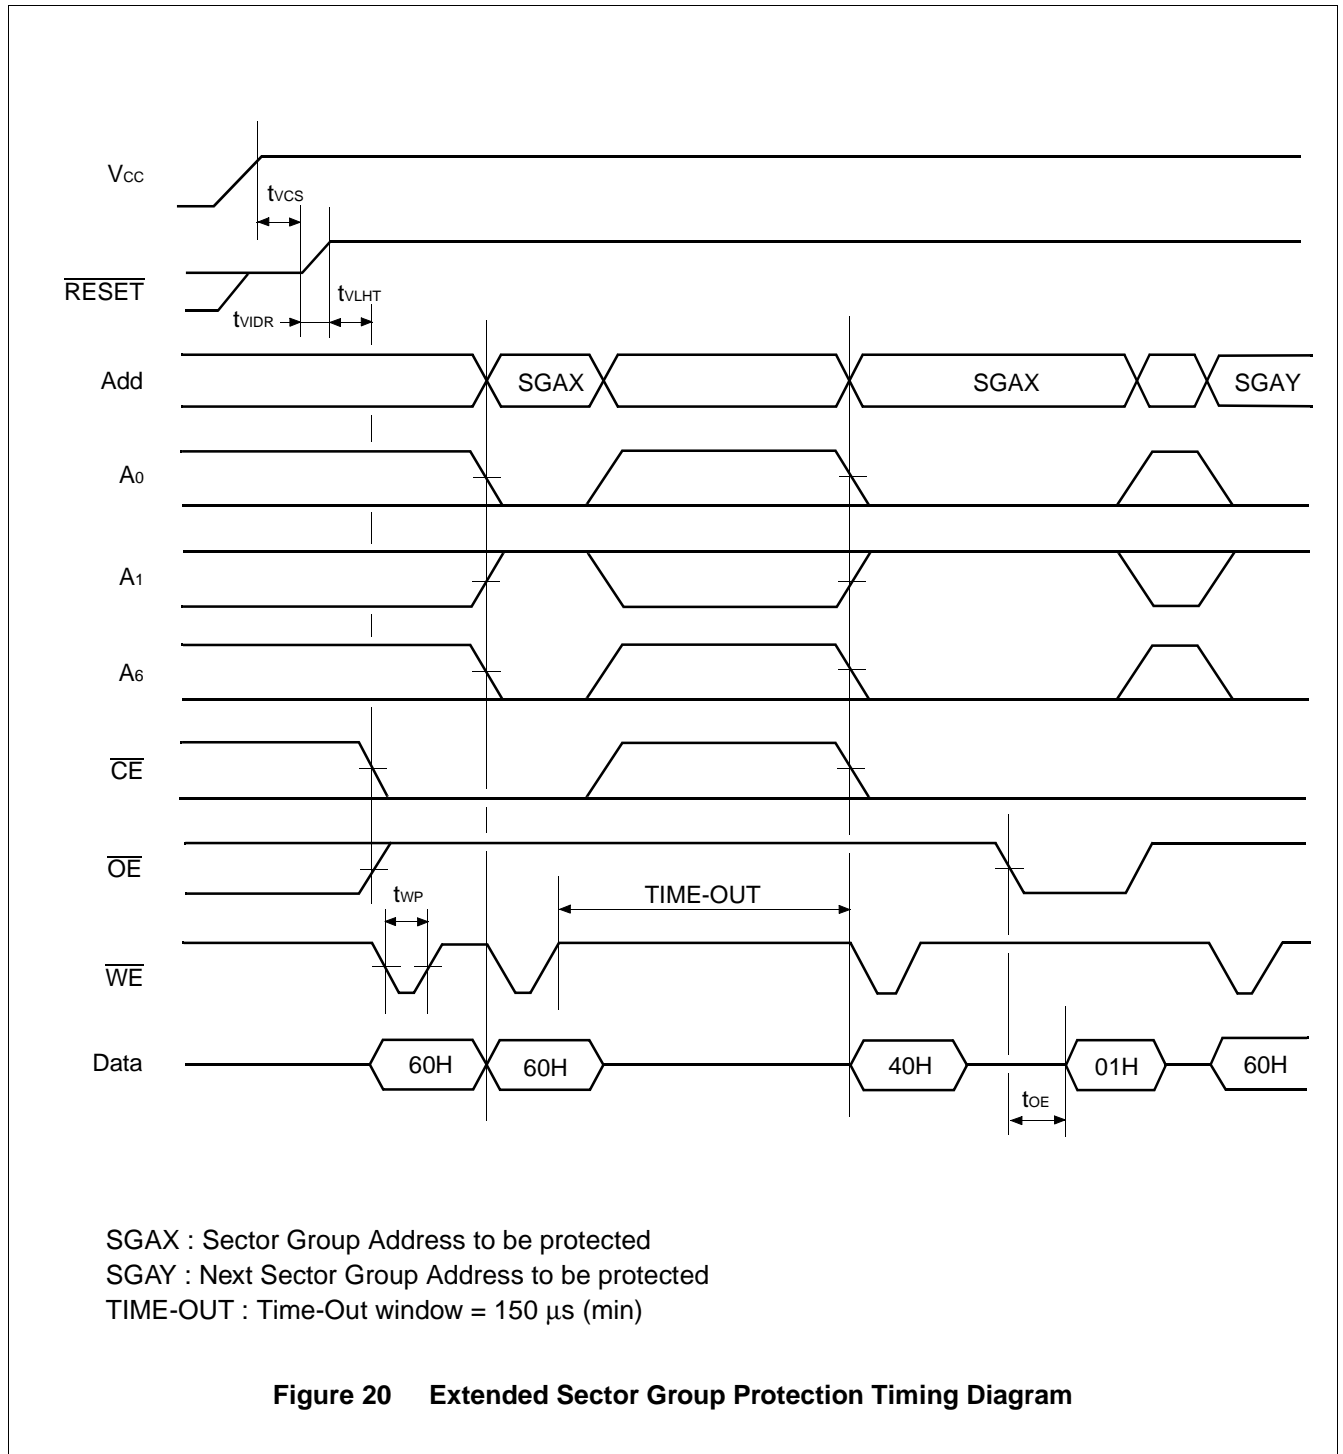 VCC
tVCS
RESET
tVLHT
tVIDR
Add
SGAX
SGAX
SGAY
A0
A1
A6
CE
OE
tWP
TIME-OUT
WE
Data
60H
60H
40H
01H
60H
tOE
SGAX : Sector Group Address to be protected
SGAY : Next Sector Group Address to be protected
TIME-OUT : Time-Out window = 150 μs (min)
Figure 20 Extended Sector Group Protection Timing Diagram